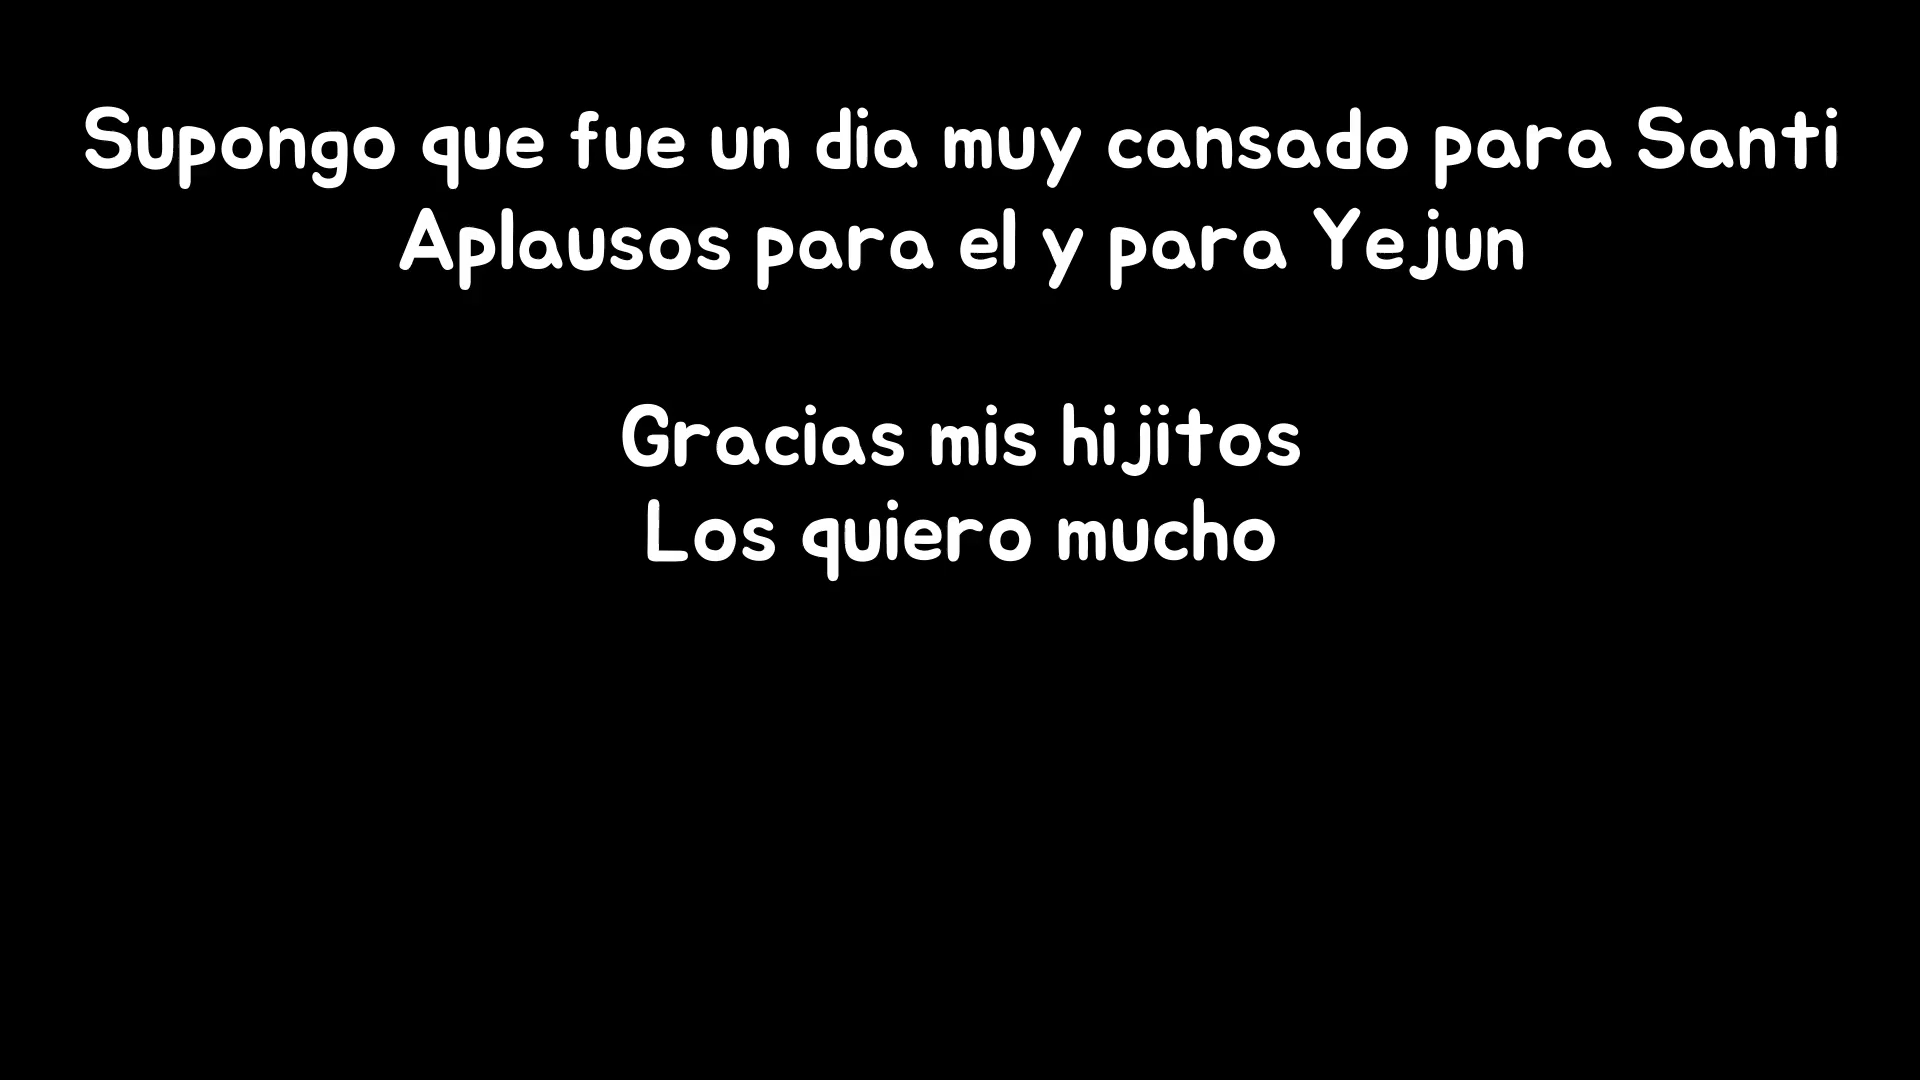 Supongo que fue un dia muy cansado para Santi
Aplausos para el y para Yejun
Gracias mis hijitos
Los quiero mucho